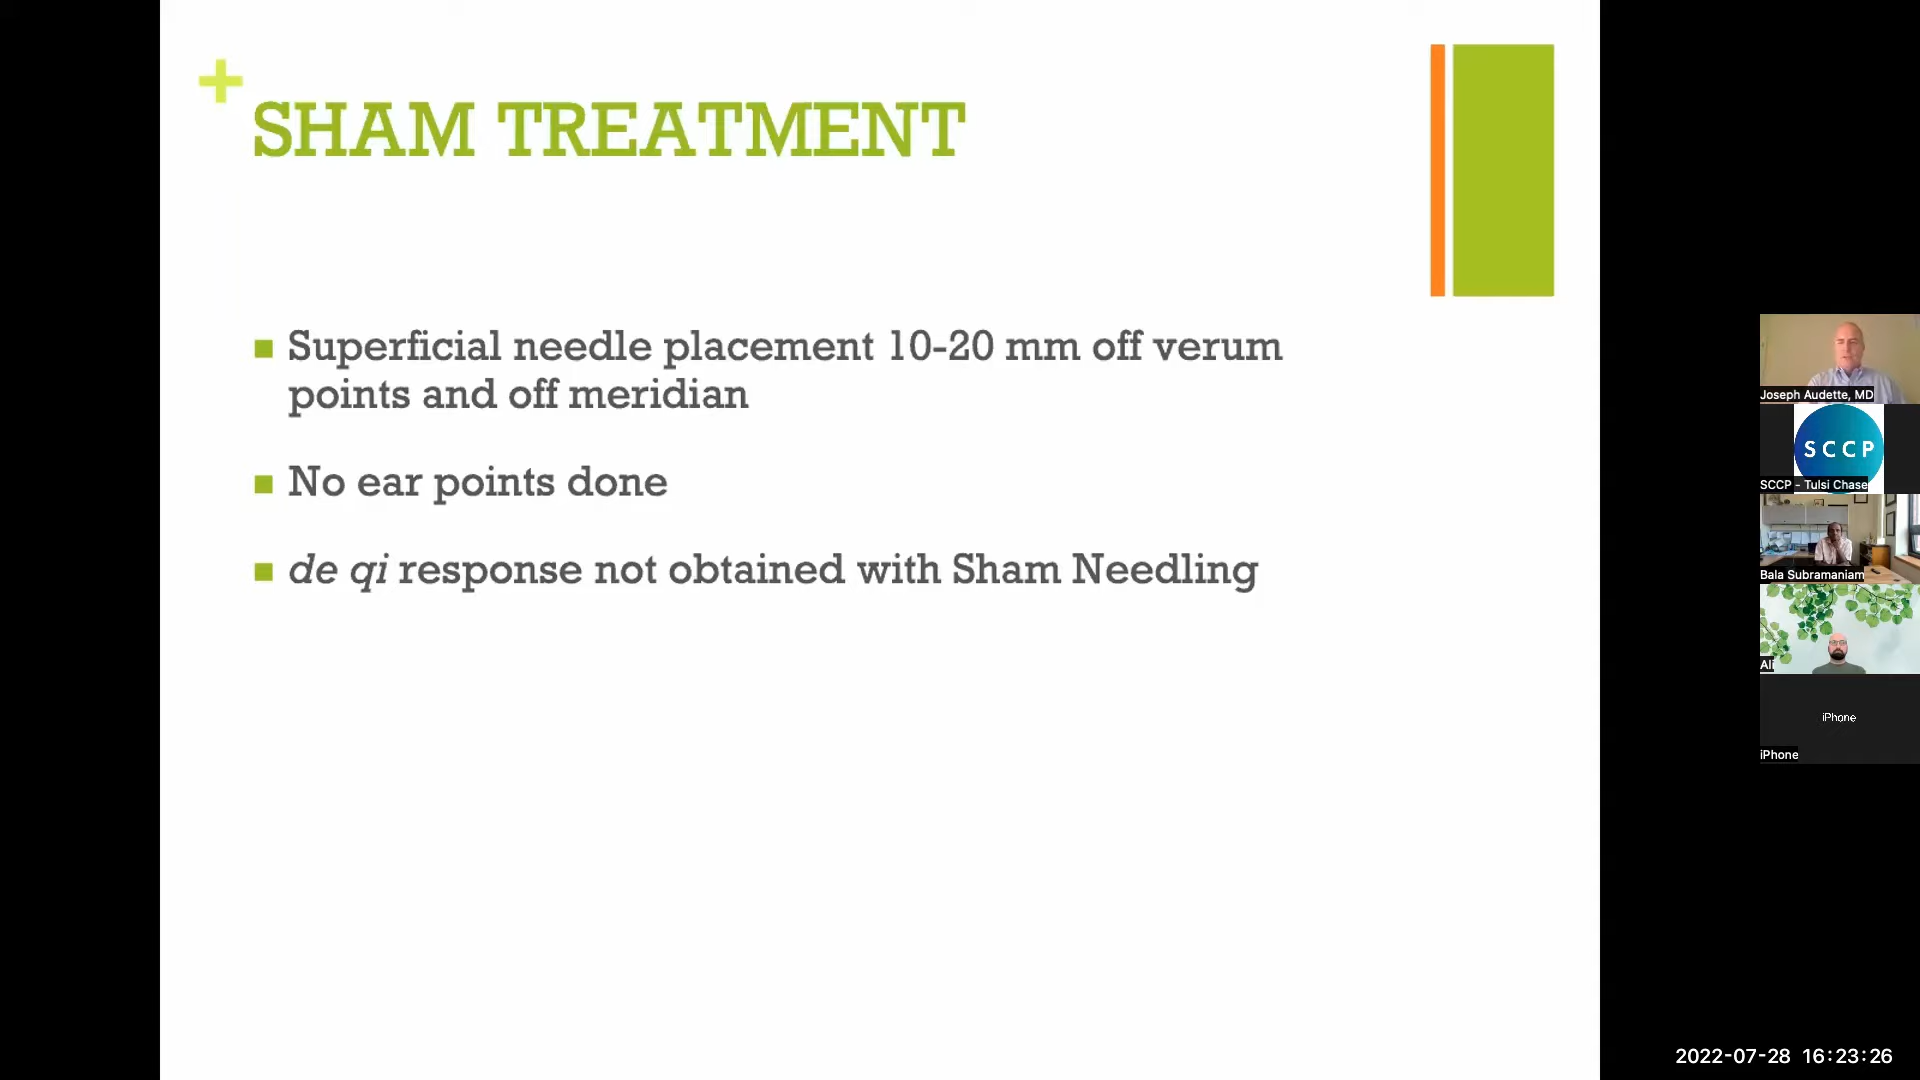 +
SHAM TREATMENT
Superficial needle placement 10-20 mm off verum
points and off meridian
No ear points done
de qi response not obtained with Sham Needling
Joseph Audette, MD
SCCP
SCCP - Tulsi Chase
Bala Subramaniam
Ali
iPhone
iPhone
2022-07-28 16:23:26